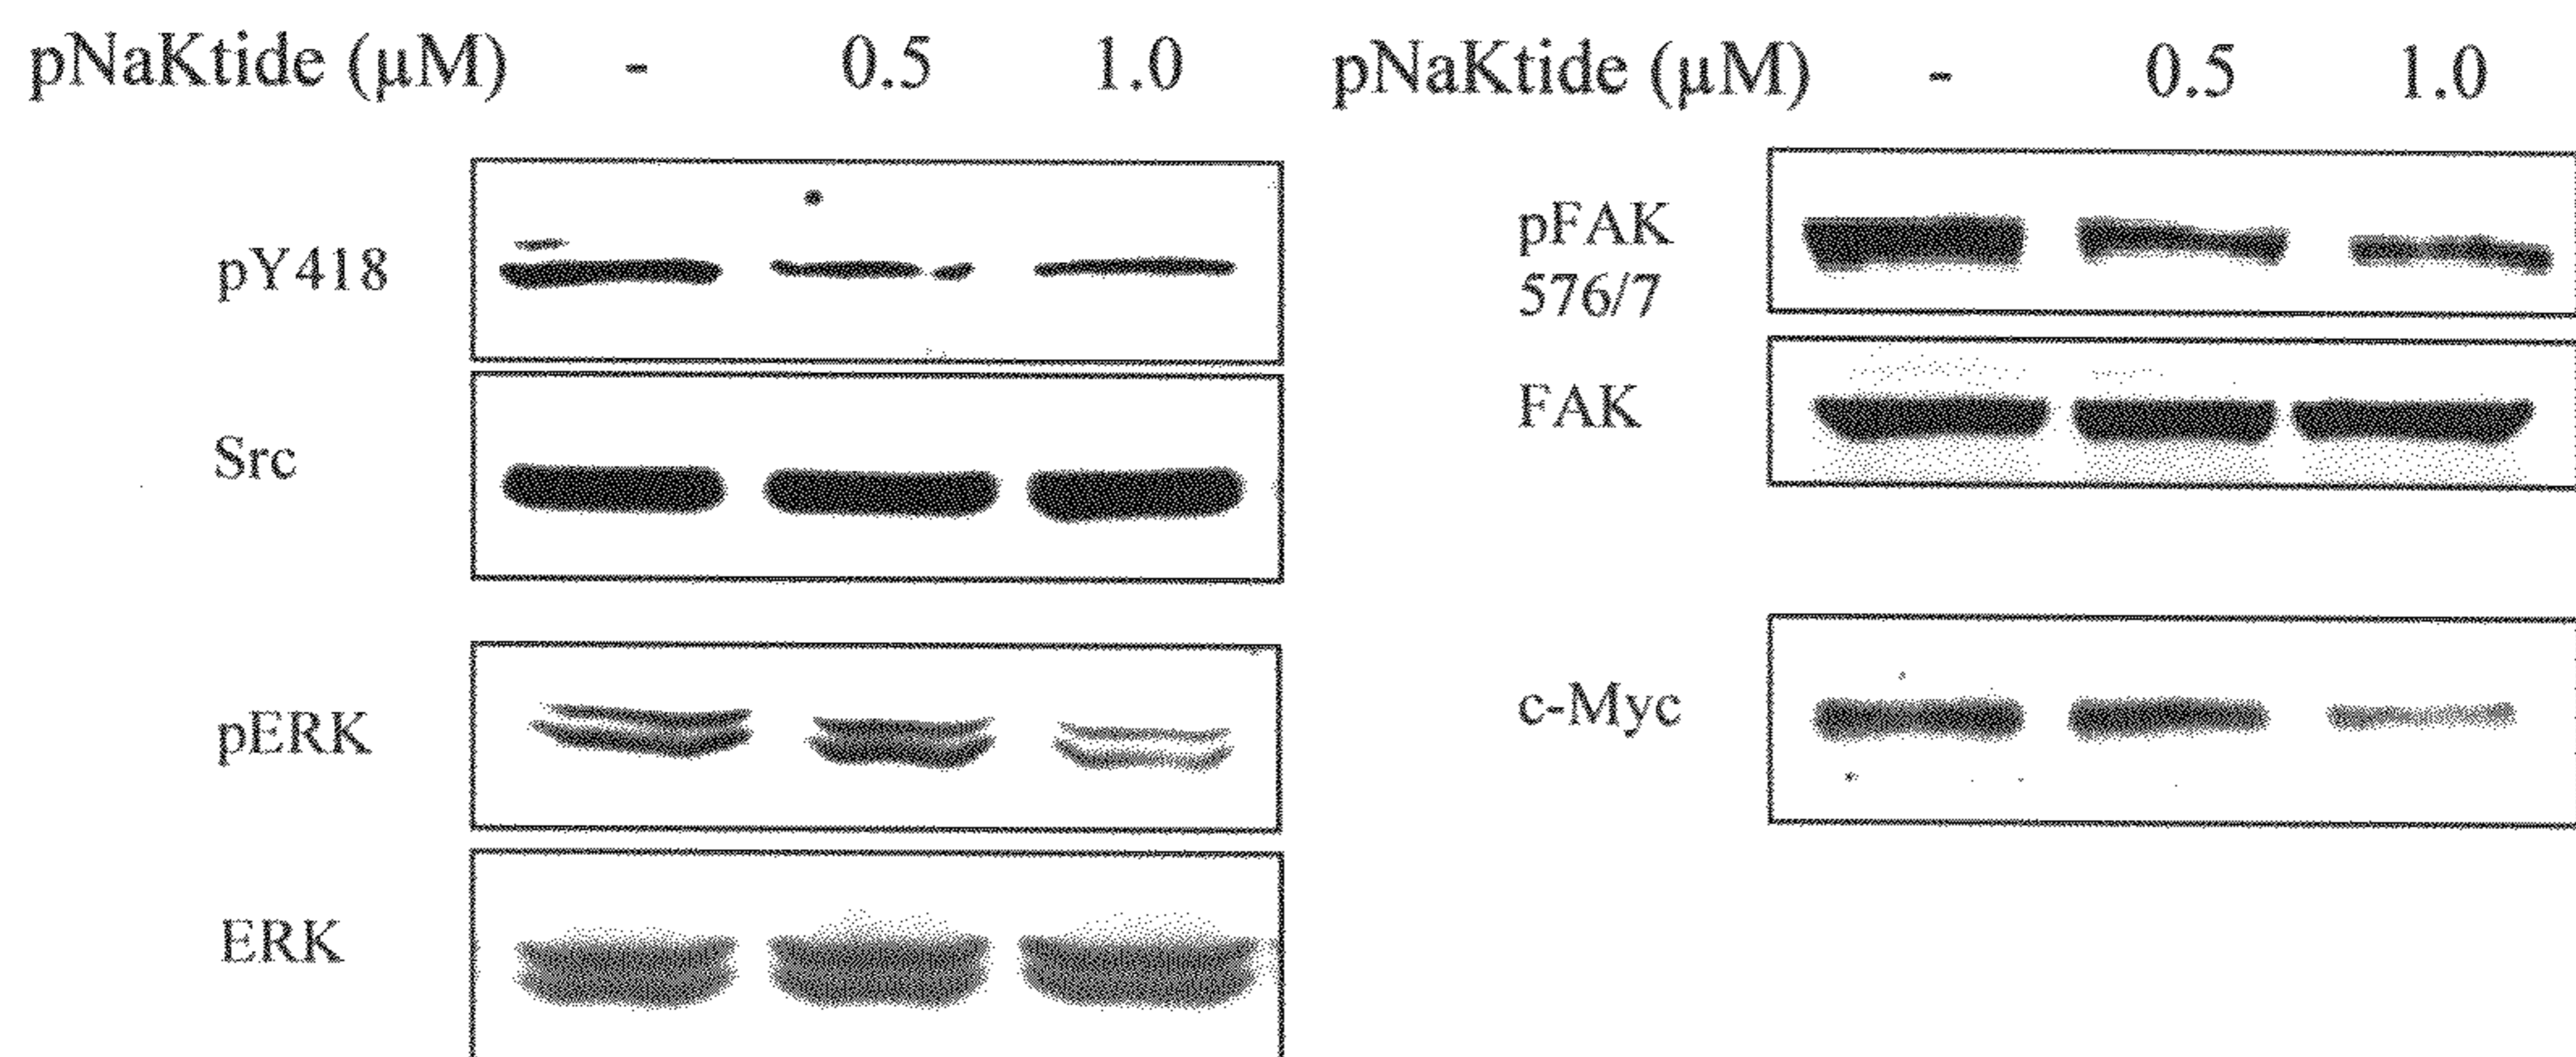 pNaKtide (μM) - 0.5 1.0
pY418
Src
pERK
ERK
pNaKtide (μM) - 0.5 1.0
pFAK
576/7
FAK
c-Myc